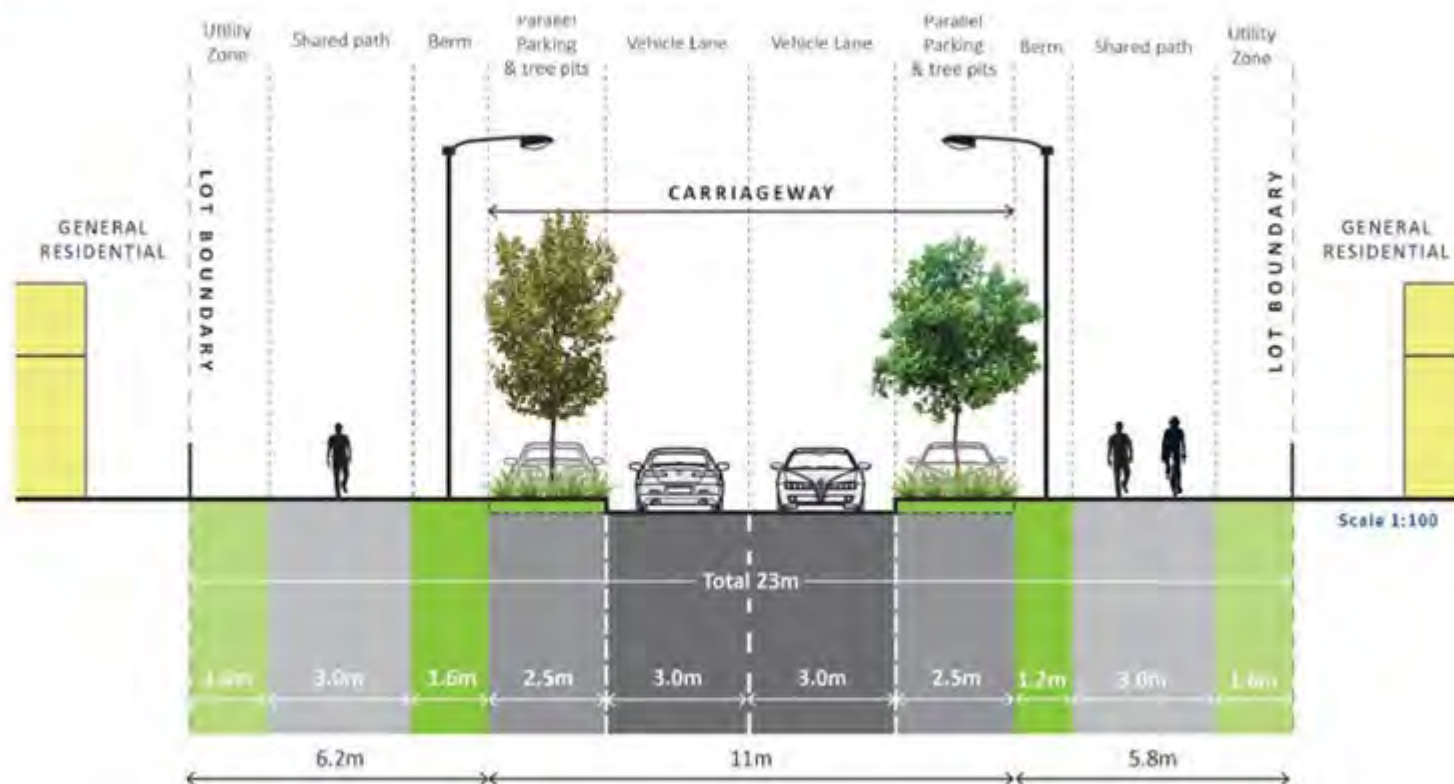 Utility
Zone
Shared path
Berm
Parallel
Parking
& tree pits
Vehicle Lane
Vehicle Lane
Parallel
Parking
& tree pits
Berm
Shared path
Utility
Zone
LOT BOUNDARY
CARRIAGEWAY
LOT BOUNDARY
GENERAL
RESIDENTIAL
GENERAL
RESIDENTIAL
Scale 1:100
Total 23m
1.6m
3.0m
1.6m
2.5m
3.0m
3.0m
2.5m
1.2m
3.0m
1.6m
6.2m
11m
5.8m